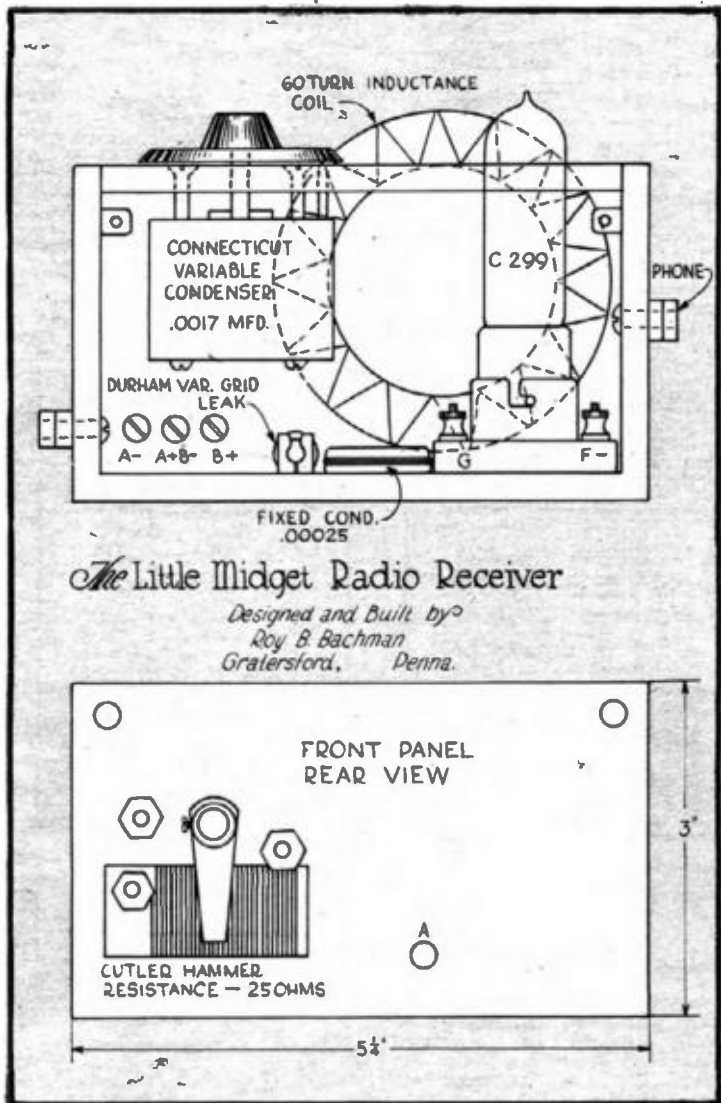 60 TURN INDUCTANCE
COIL
CONNECTICUT
VARIABLE
CONDENSER
.0017 MFD.
C 299
PHONE
DURHAM VAR. GRID
LEAK
A- A+B- B+
G
F-
FIXED COND.
.00025
The Little Midget Radio Receiver
Designed and Built by
Roy B. Bachman
Gratersford, Penna.
FRONT PANEL
REAR VIEW
3"
A
CUTLER HAMMER
RESISTANCE - 25 OHMS
5¼"